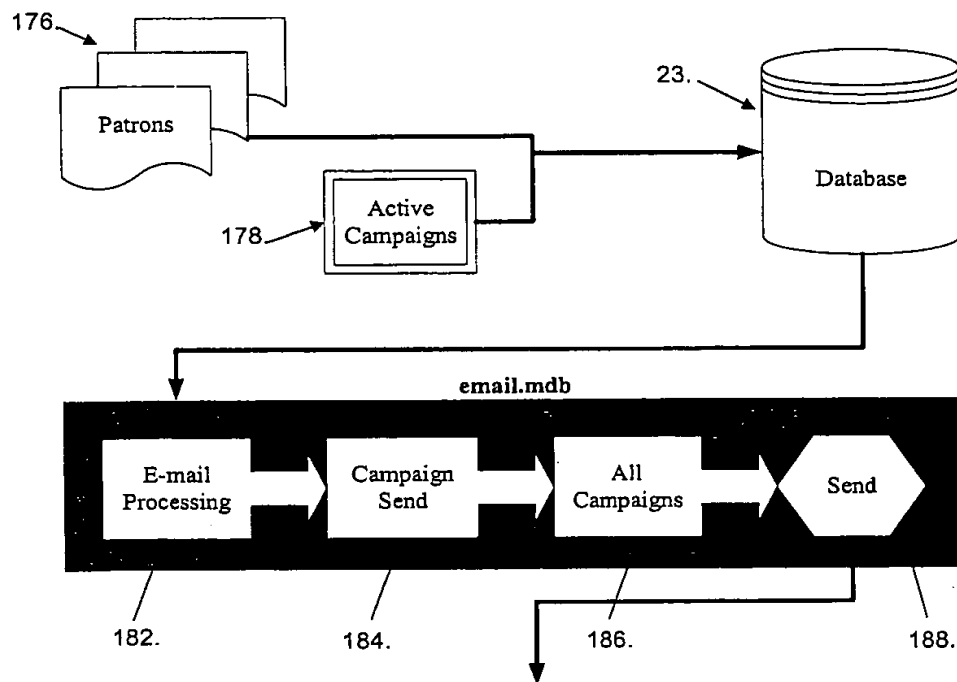 176.
Patrons
23.
Database
Active
Campaigns
178.
email.mdb
E-mail
Processing
Campaign
Send
All
Campaigns
Send
182.
184.
186.
188.